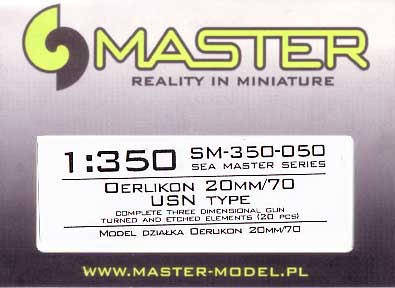 MASTER
REALITY IN MINIATURE
1:350 SM-350-050
SEA MASTER SERIES
OERLIKON 20MM/70
USN TYPE
COMPLETE THREE DIMENSIONAL GUN
TURNED AND ETCHED ELEMENTS (20 PCS)
MODEL DZIAŁKA OERLIKON 20MM/70
WWW.MASTER-MODEL.PL